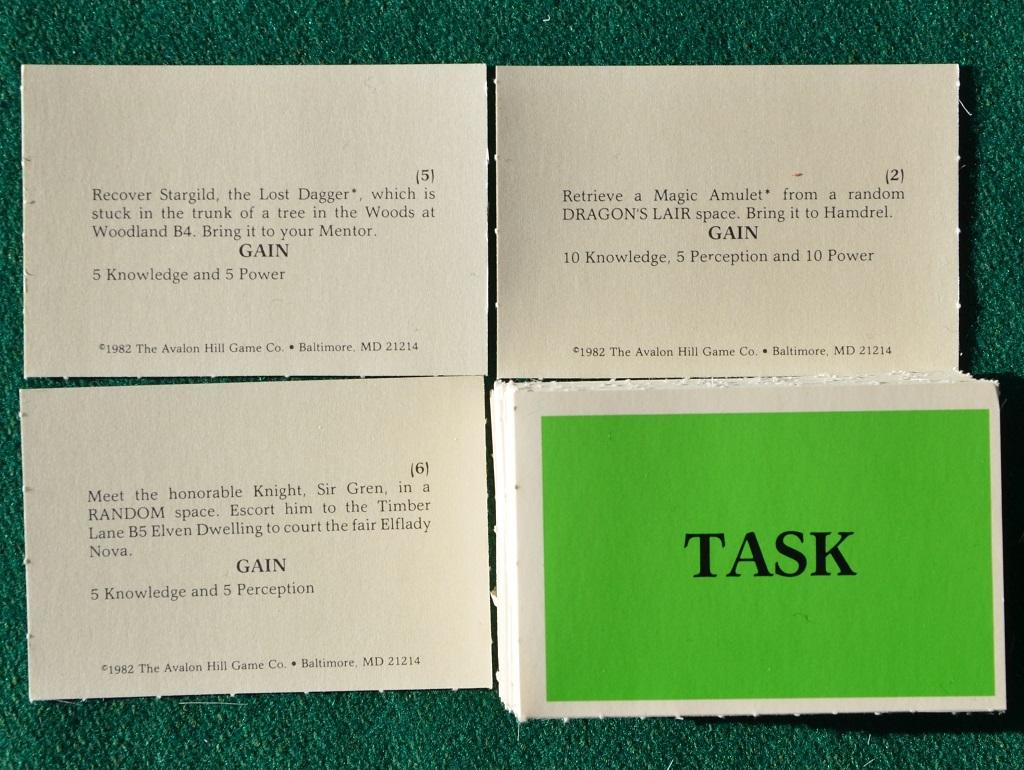 (5)
Recover Stargild, the Lost Dagger*, which is
stuck in the trunk of a tree in the Woods at
Woodland B4. Bring it to your Mentor.
GAIN
5 Knowledge and 5 Power
©1982 The Avalon Hill Game Co. • Baltimore, MD 21214
(2)
Retrieve a Magic Amulet* from a random
DRAGON'S LAIR space. Bring it to Hamdrel.
GAIN
10 Knowledge, 5 Perception and 10 Power
©1982 The Avalon Hill Game Co. • Baltimore, MD 21214
(6)
Meet the honorable Knight, Sir Gren, in a
RANDOM space. Escort him to the Timber
Lane B5 Elven Dwelling to court the fair Elflady
Nova.
GAIN
5 Knowledge and 5 Perception
©1982 The Avalon Hill Game Co. • Baltimore, MD 21214
TASK